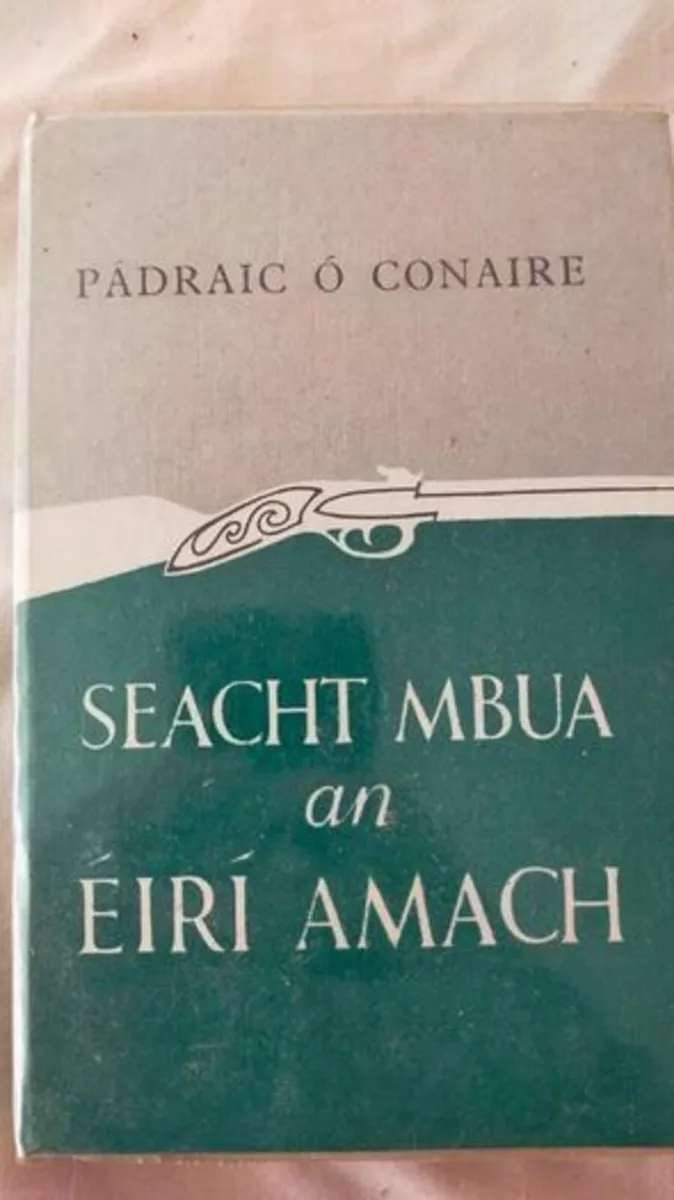 PÁDRAIC Ó CONAIRE
SEACHT MBUA
an
ÉIRÍ AMACH